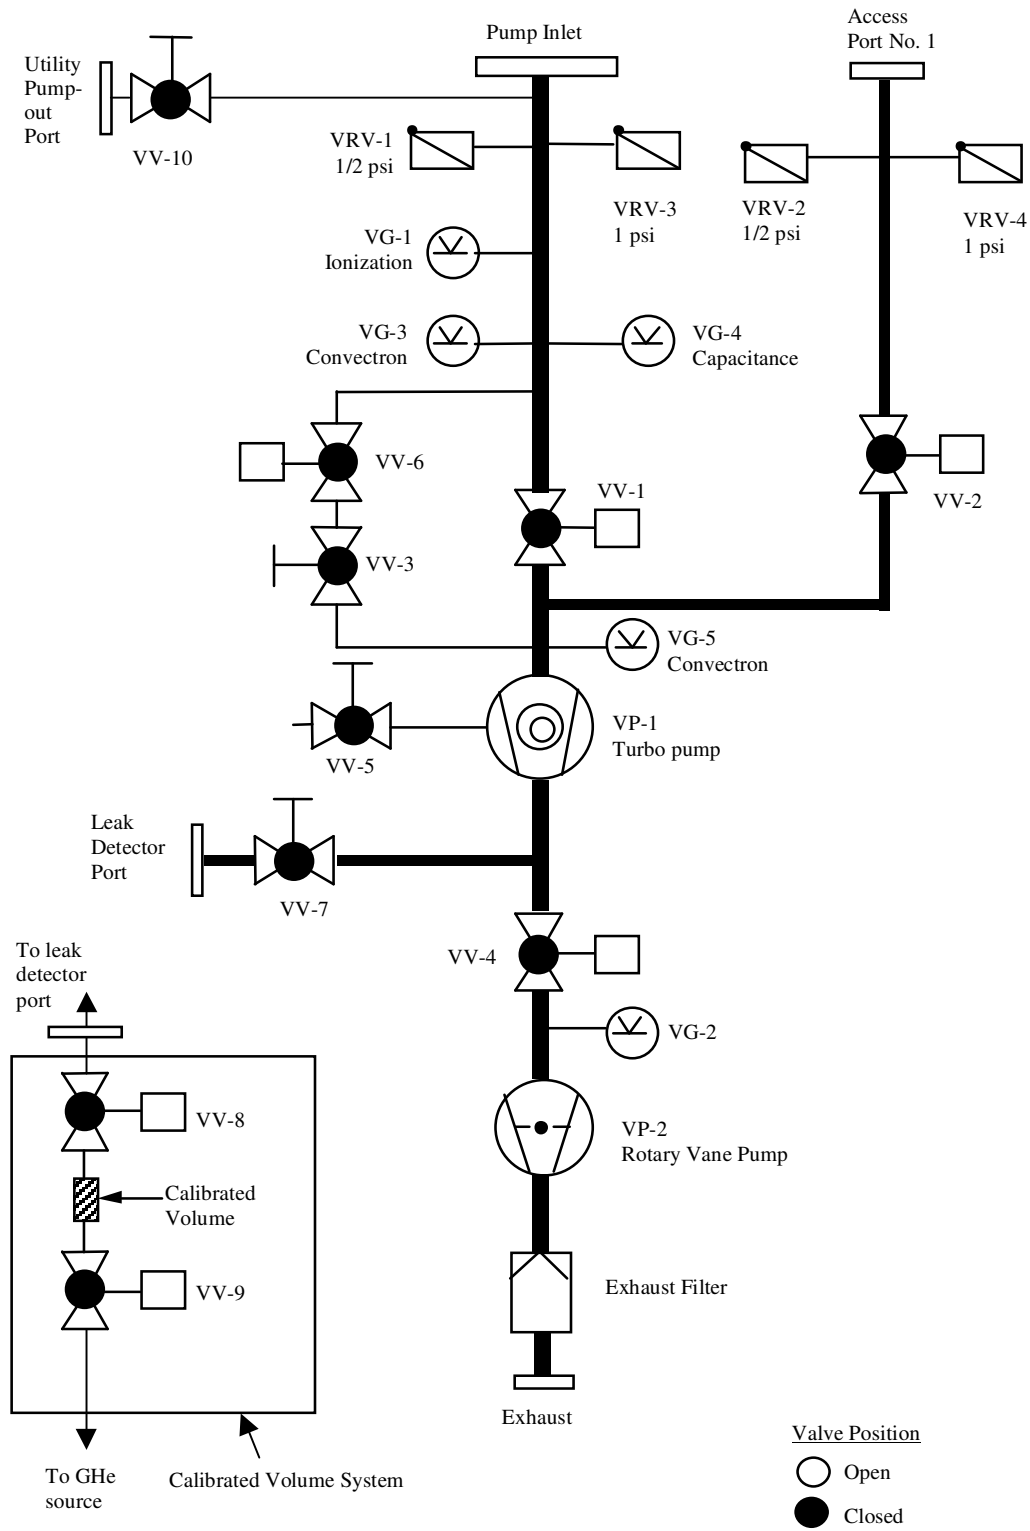 Pump Inlet
Access
Port No. 1
Utility
Pump-
out
Port
VV-10
VRV-1
1/2 psi
VRV-3
1 psi
VRV-2
1/2 psi
VRV-4
1 psi
VG-1
Ionization
VG-3
Convectron
VG-4
Capacitance
VV-6
VV-1
VV-2
VV-3
VG-5
Convectron
VP-1
Turbo pump
VV-5
Leak
Detector
Port
VV-7
To leak
detector
port
VV-4
VG-2
VV-8
VP-2
Rotary Vane Pump
Calibrated
Volume
VV-9
Exhaust Filter
Exhaust
To GHe
source
Calibrated Volume System
Valve Position
Open
Closed